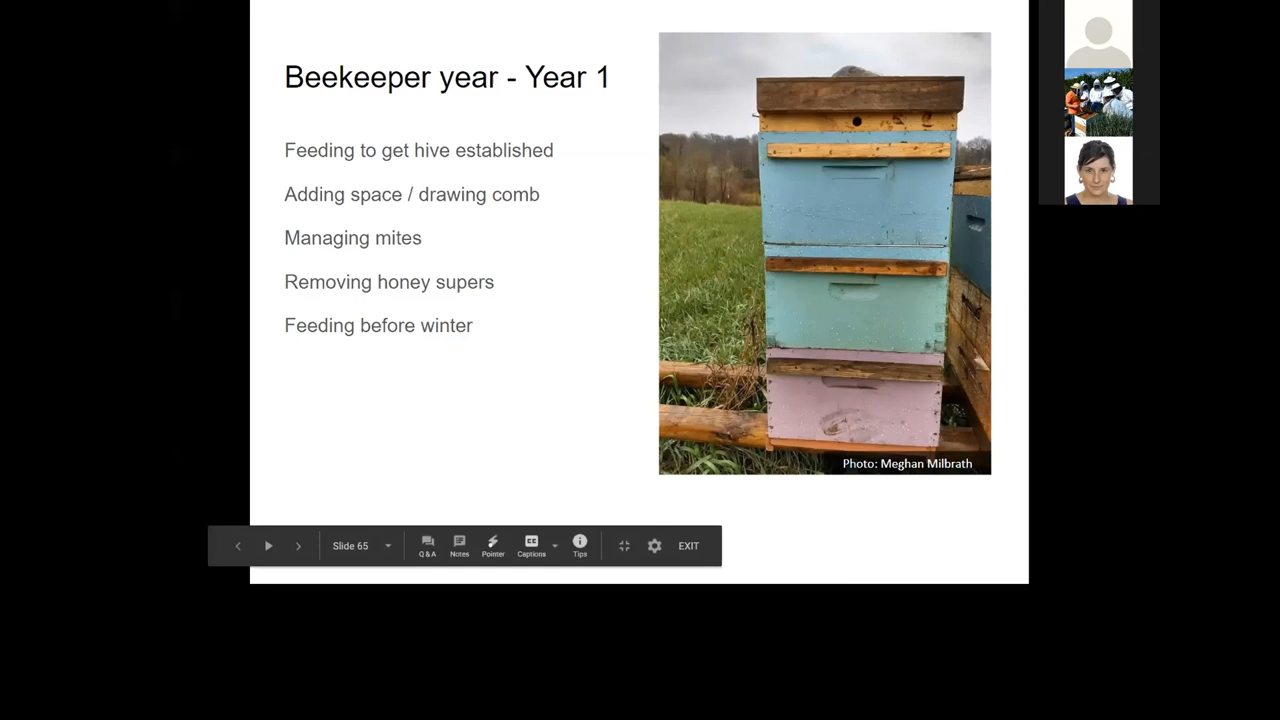 Beekeeper year - Year 1
Feeding to get hive established
Adding space / drawing comb
Managing mites
Removing honey supers
Feeding before winter
Photo: Meghan Milbrath
Slide 65
Q & A
Notes
Pointer
CC
Captions
Tips
EXIT